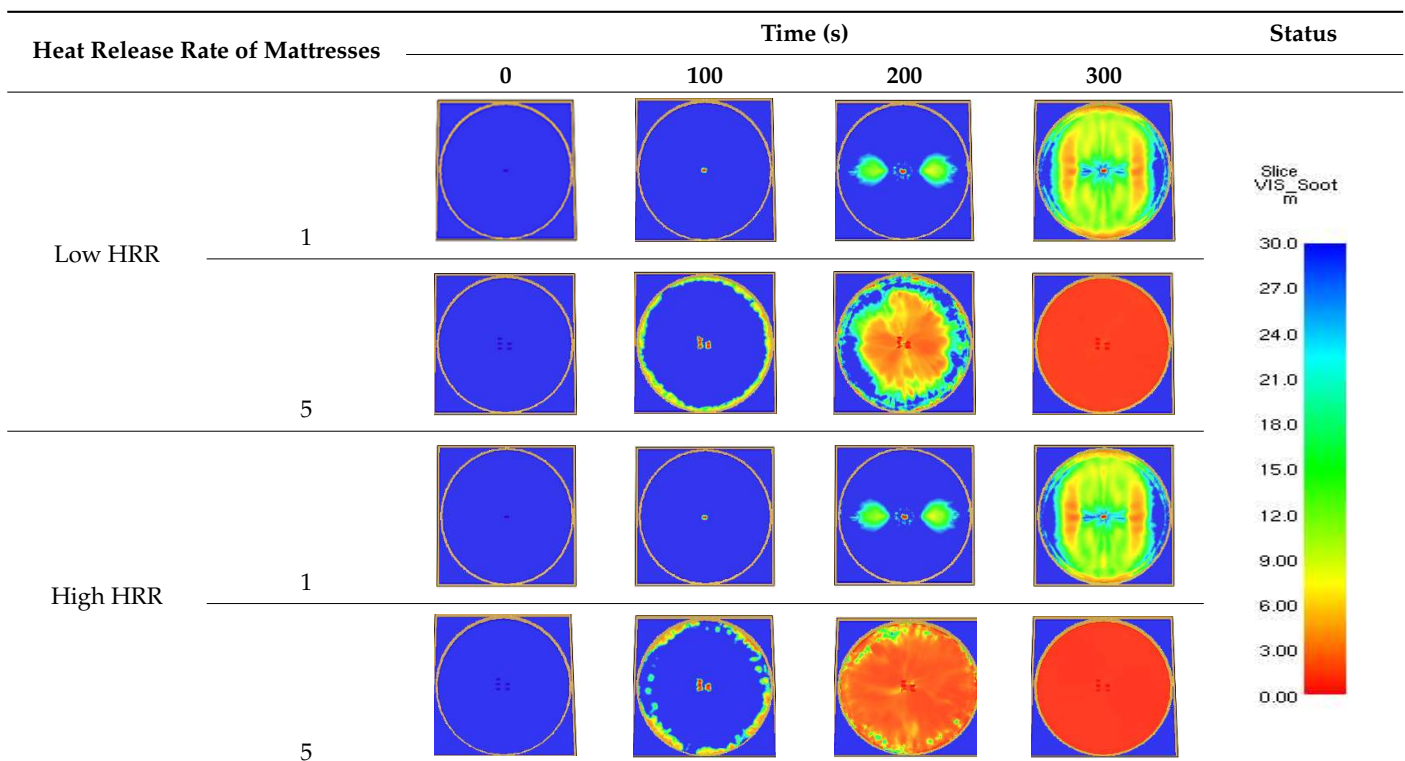 Heat Release Rate of Mattresses
Time (s)
Status
0 100 200 300
Low HRR
1
5
High HRR
1
5
Slice
VIS_Soot
m
30.0
27.0
24.0
21.0
18.0
15.0
12.0
9.00
6.00
3.00
0.00